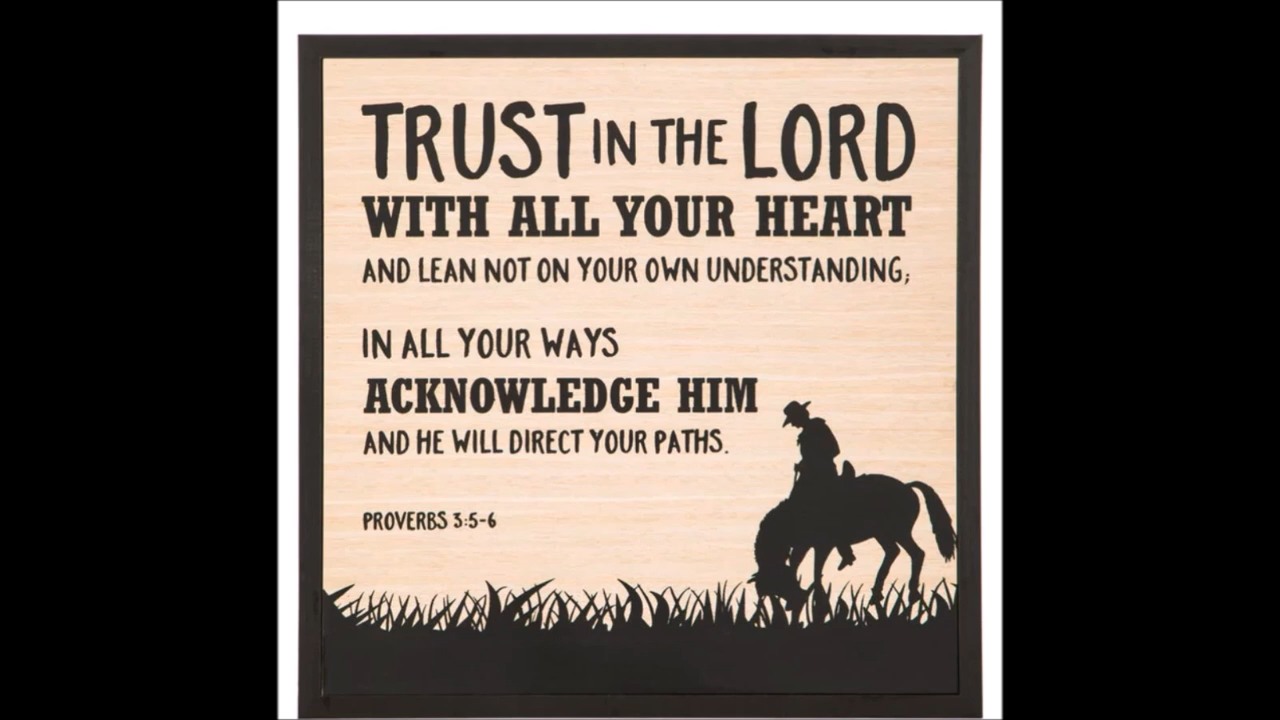 TRUST IN THE LORD
WITH ALL YOUR HEART
AND LEAN NOT ON YOUR OWN UNDERSTANDING;
IN ALL YOUR WAYS
ACKNOWLEDGE HIM
AND HE WILL DIRECT YOUR PATHS.
PROVERBS 3:5-6